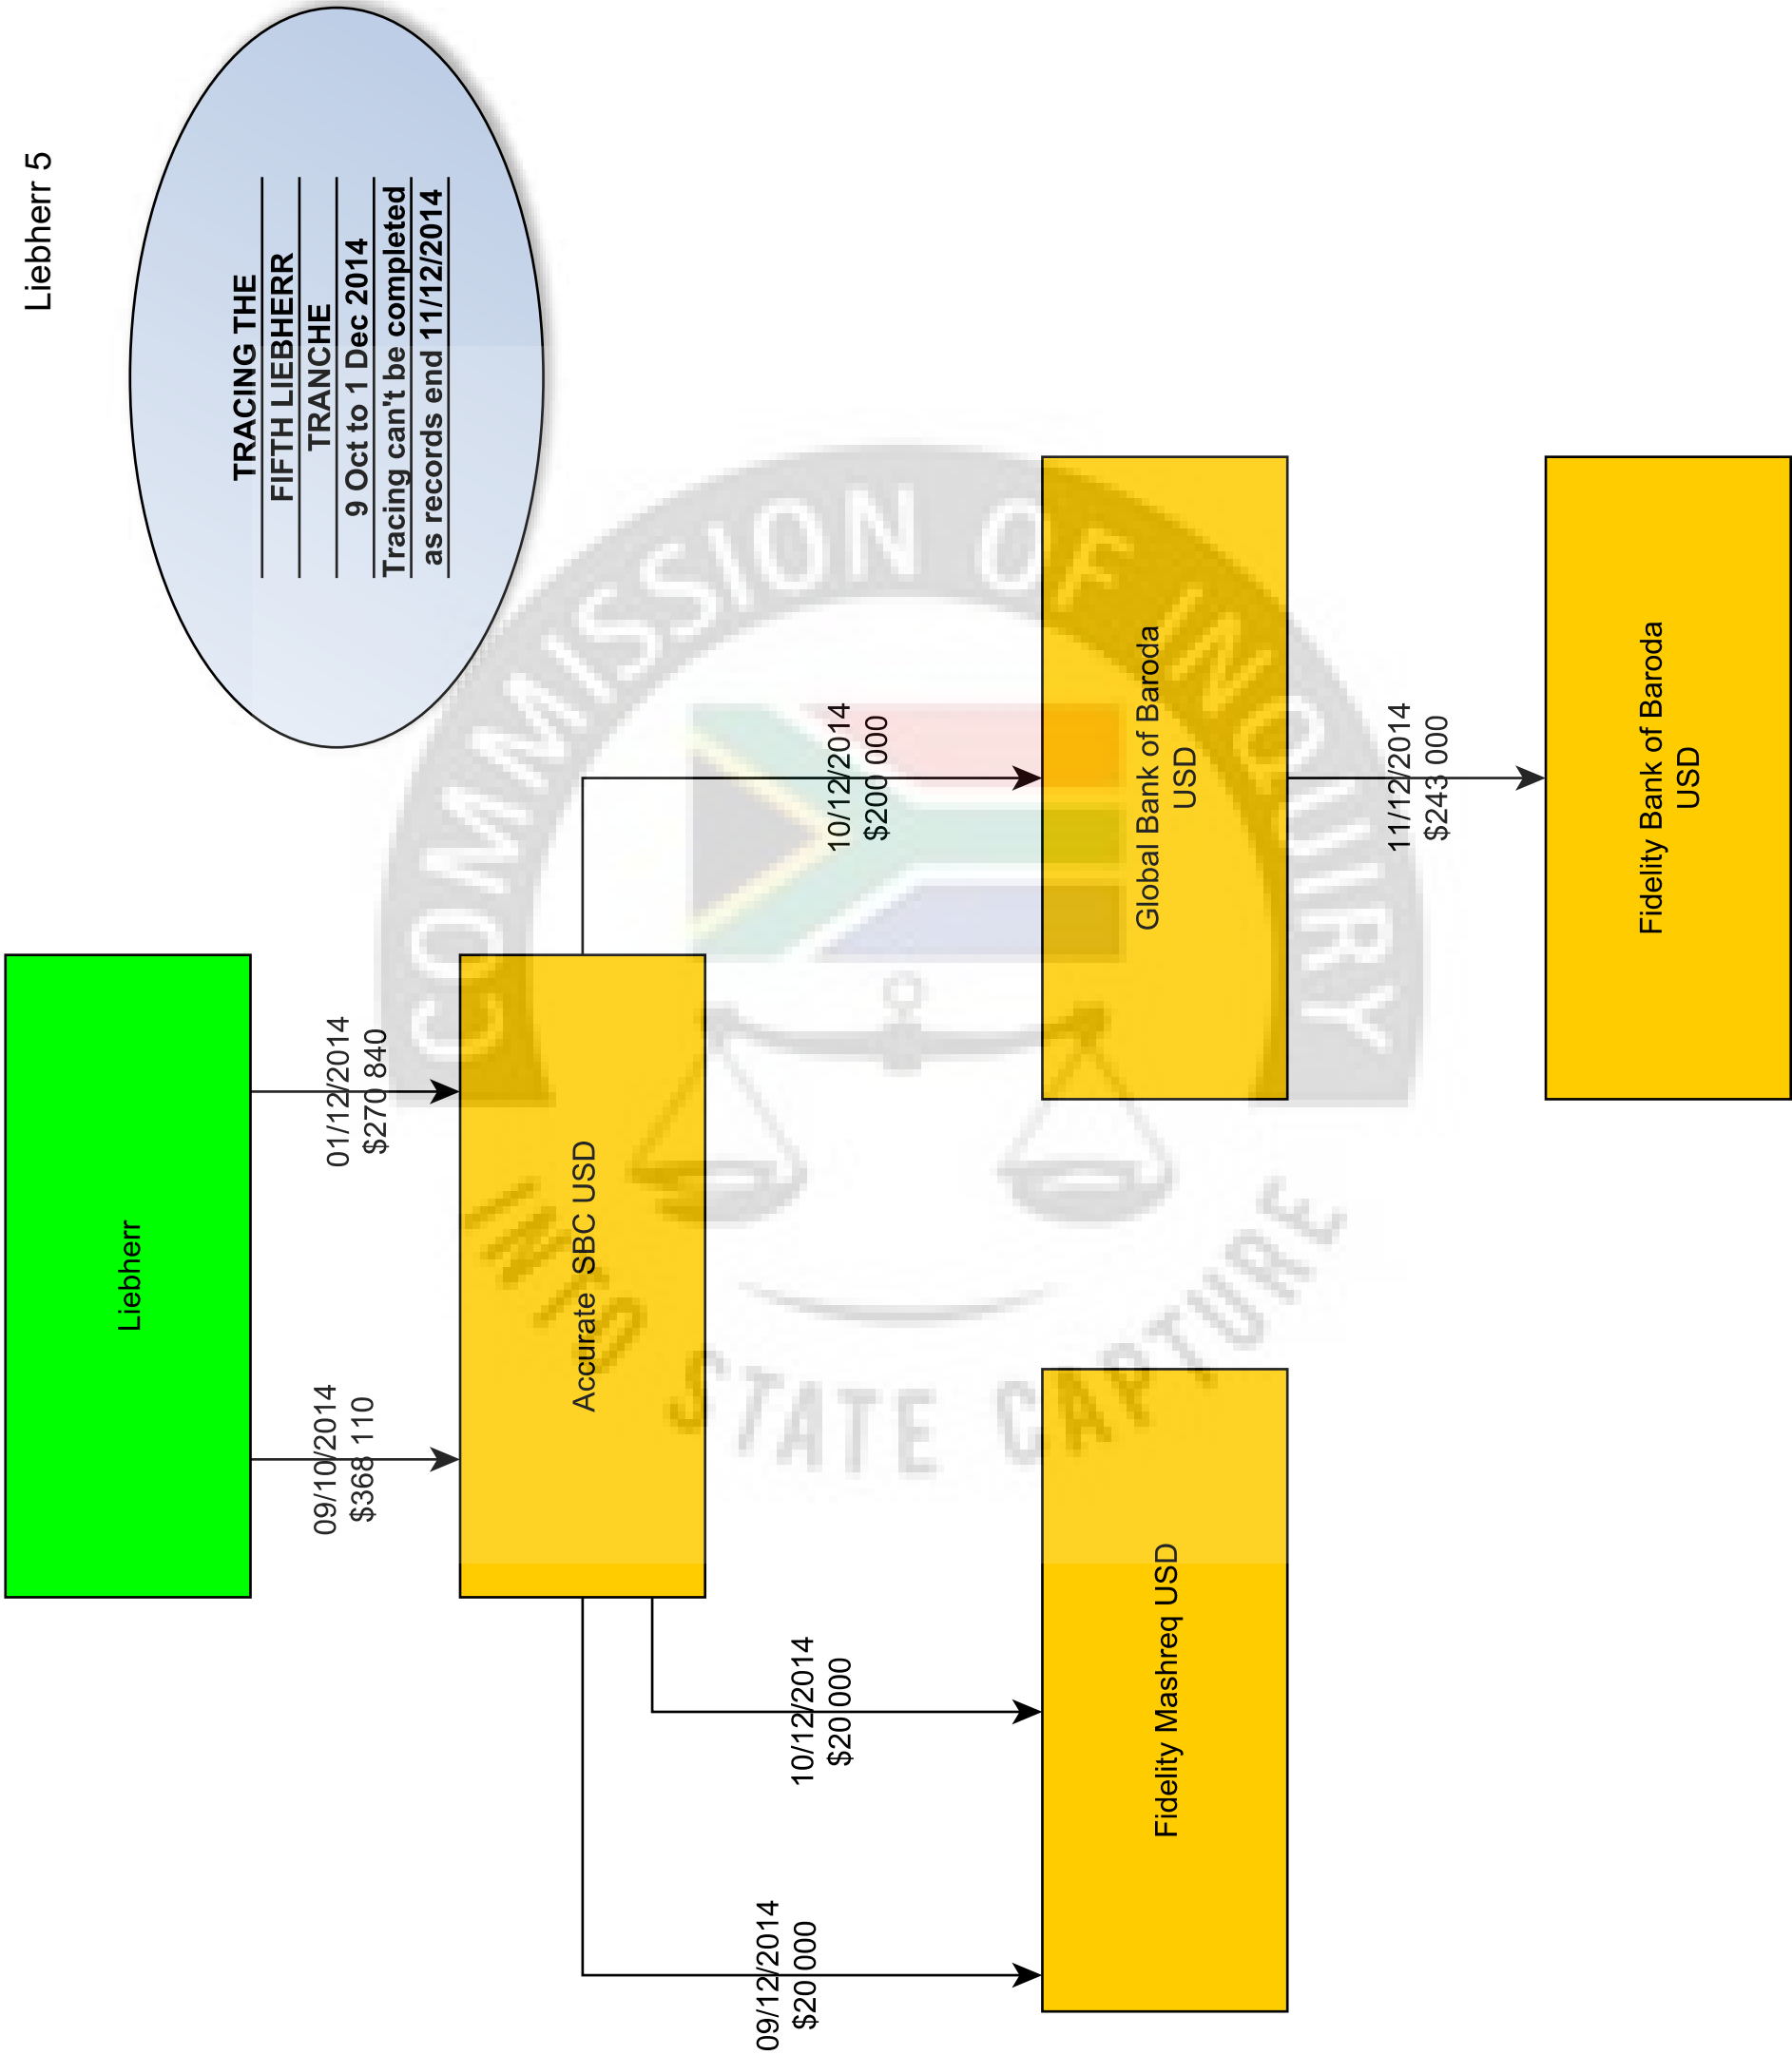 Liebherr 5
TRACING THE
FIFTH LIEBHERR
TRANCHE
9 Oct to 1 Dec 2014
Tracing can't be completed
as records end 11/12/2014
Liebherr
09/10/2014
$368 110
01/12/2014
$270 840
Accurate SBC USD
09/12/2014
$20 000
10/12/2014
$20 000
10/12/2014
$200 000
Fidelity Mashreq USD
Global Bank of Baroda
USD
11/12/2014
$243 000
Fidelity Bank of Baroda
USD
COMMISSION OF INQUIRY
INTO STATE CAPTURE